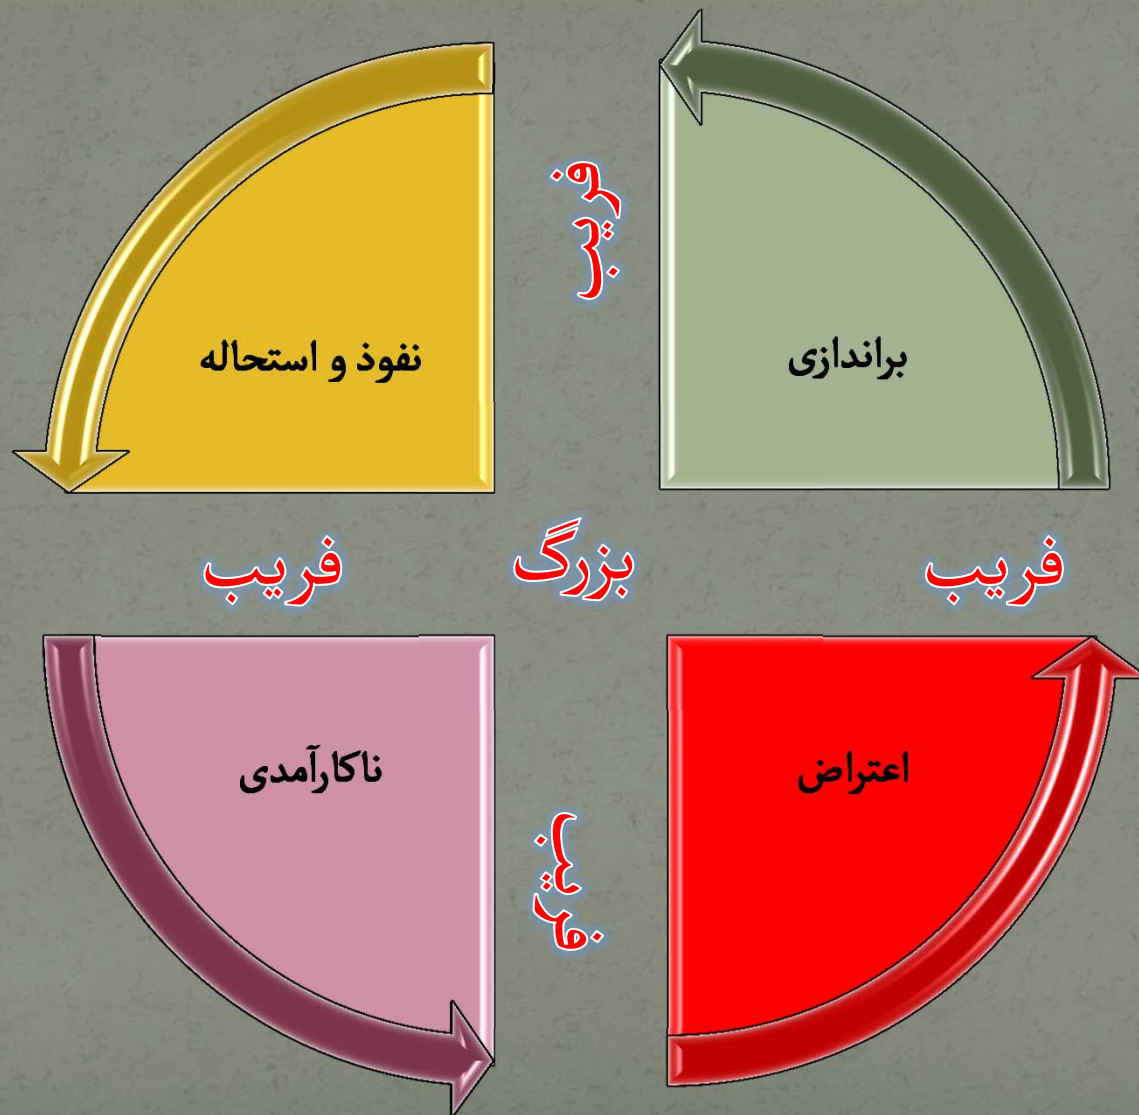 فریب
براندازی
نفوذ و استحاله
فریب
بزرگ
فریب
اعتراض
ناکارآمدی
فریب